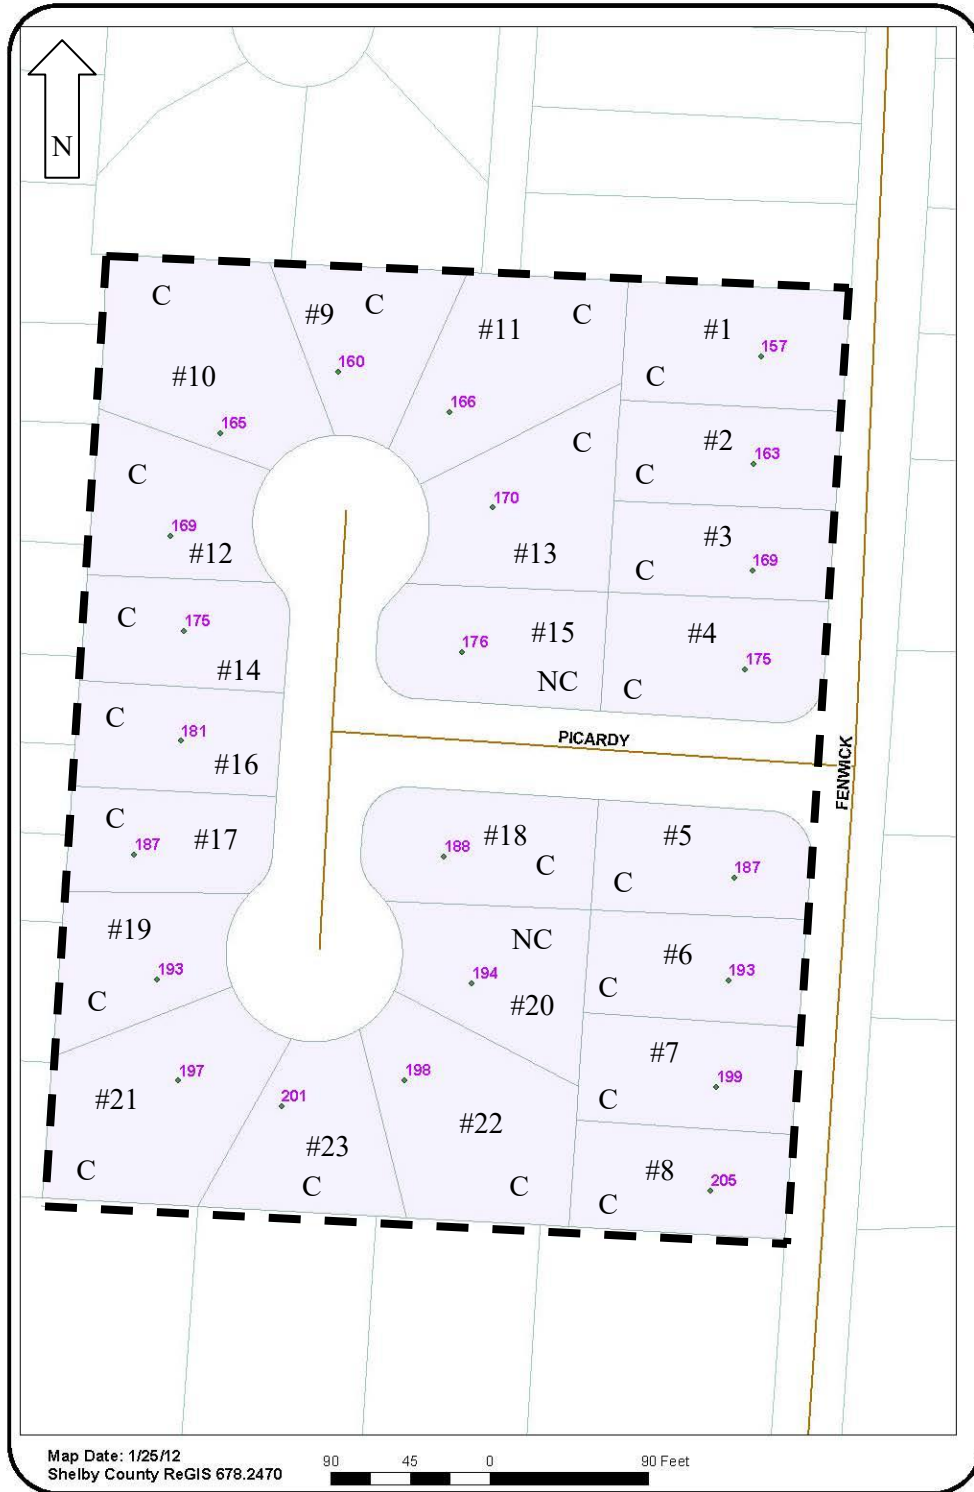 N
C
#9
C
#11
C
#1
157
C
160
#10
166
165
#2
163
C
C
C
170
169
#12
#13
#3
169
C
C
175
#14
176
#15
NC
#4
175
C
C
181
#16
PICARDY
FENWICK
C
187
#17
188
#18
C
#5
187
C
#19
193
C
NC
194
#20
#6
193
C
197
#21
C
201
#23
C
198
#22
C
#7
199
C
#8
205
C
Map Date: 1/25/12
Shelby County ReGIS 678.2470
90 45 0 90 Feet